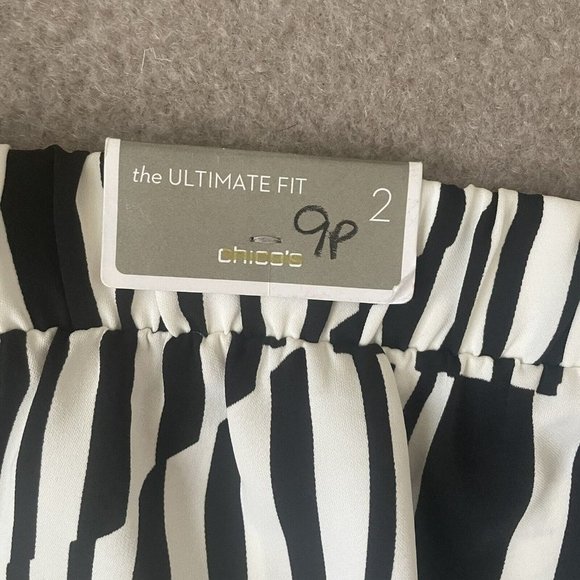 the ULTIMATE FIT
2
9P
chico's